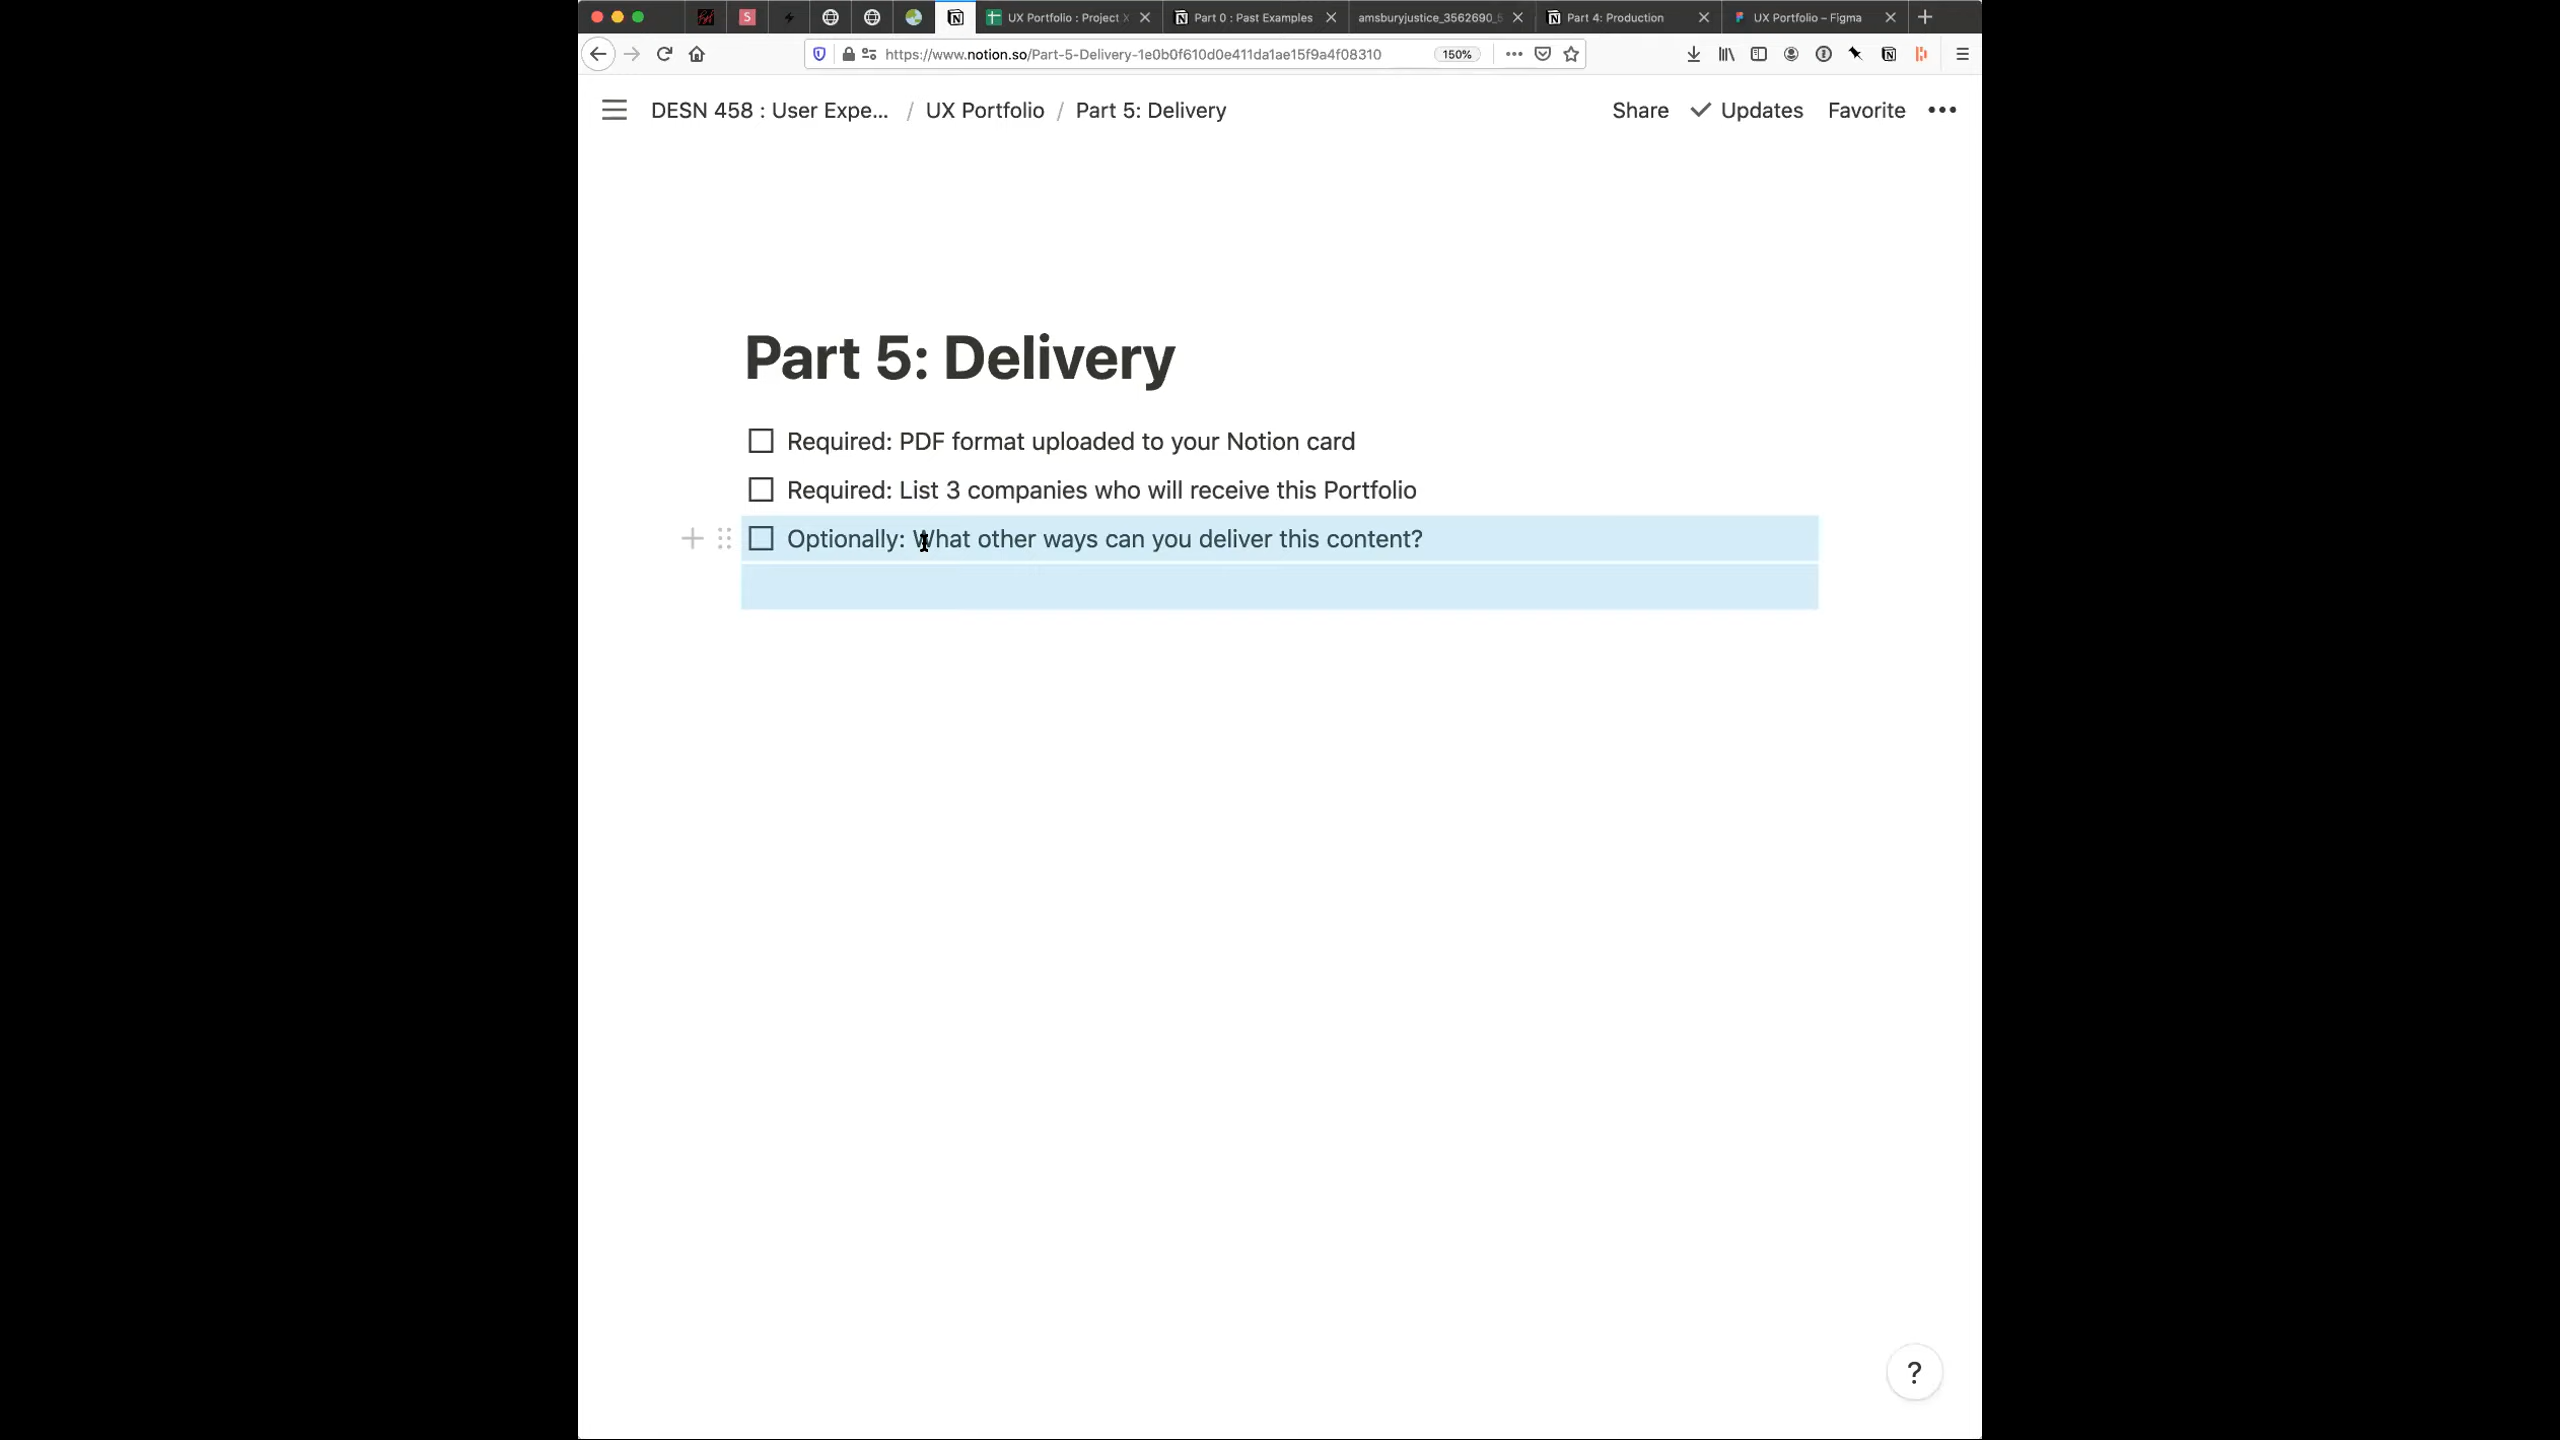 S
UX Portfolio : Project X
Part 0 : Past Examples
amsburyjustice_3562690_5
Part 4: Production
UX Portfolio – Figma
https://www.notion.so/Part-5-Delivery-1e0b0f610d0e411da1ae15f9a4f08310
150%
DESN 458 : User Expe... / UX Portfolio / Part 5: Delivery
Share
Updates
Favorite
Part 5: Delivery
Required: PDF format uploaded to your Notion card
Required: List 3 companies who will receive this Portfolio
Optionally: What other ways can you deliver this content?
?